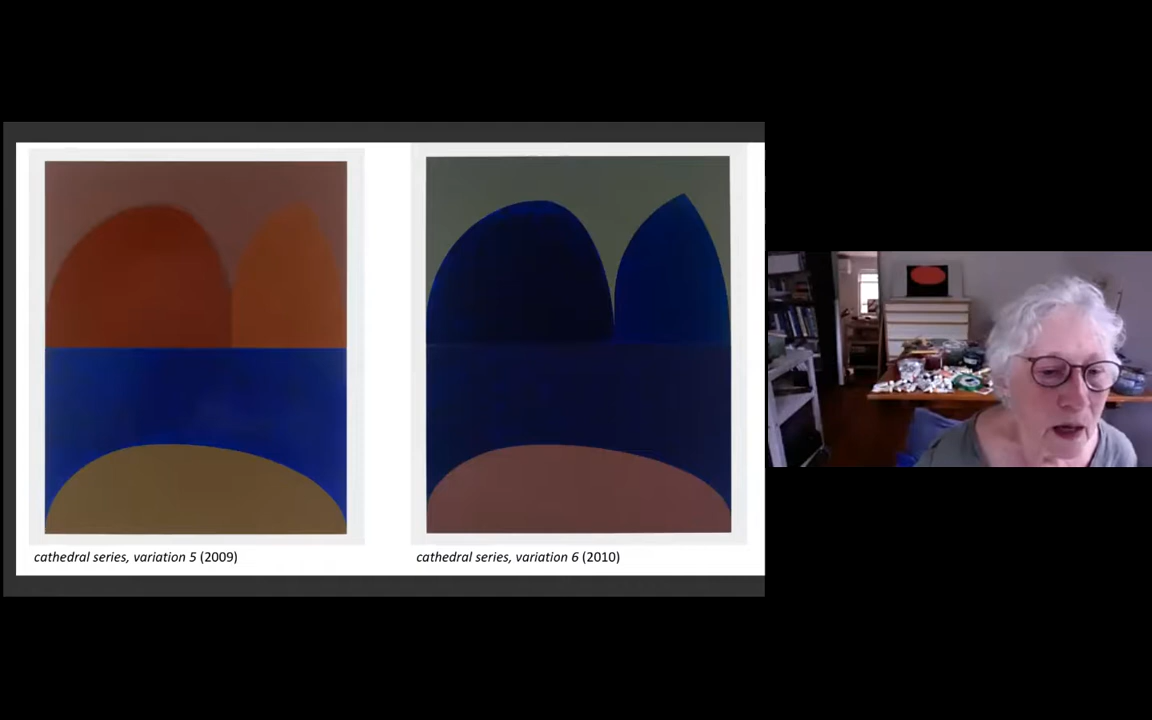 cathedral series, variation 5 (2009)
cathedral series, variation 6 (2010)